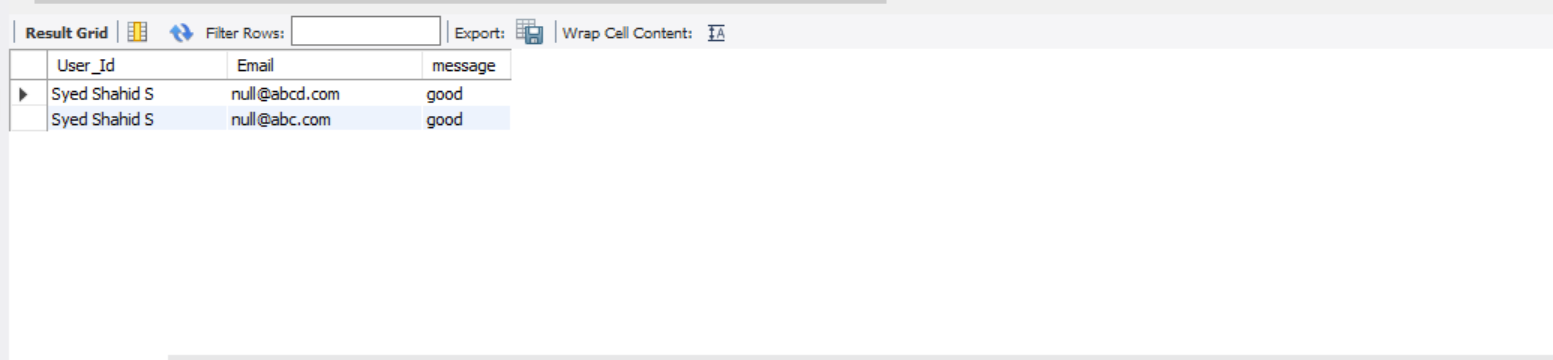 Result Grid Filter Rows: Export: Wrap Cell Content: IA
User_Id Email message
Syed Shahid S null@abcd.com good
Syed Shahid S null@abc.com good